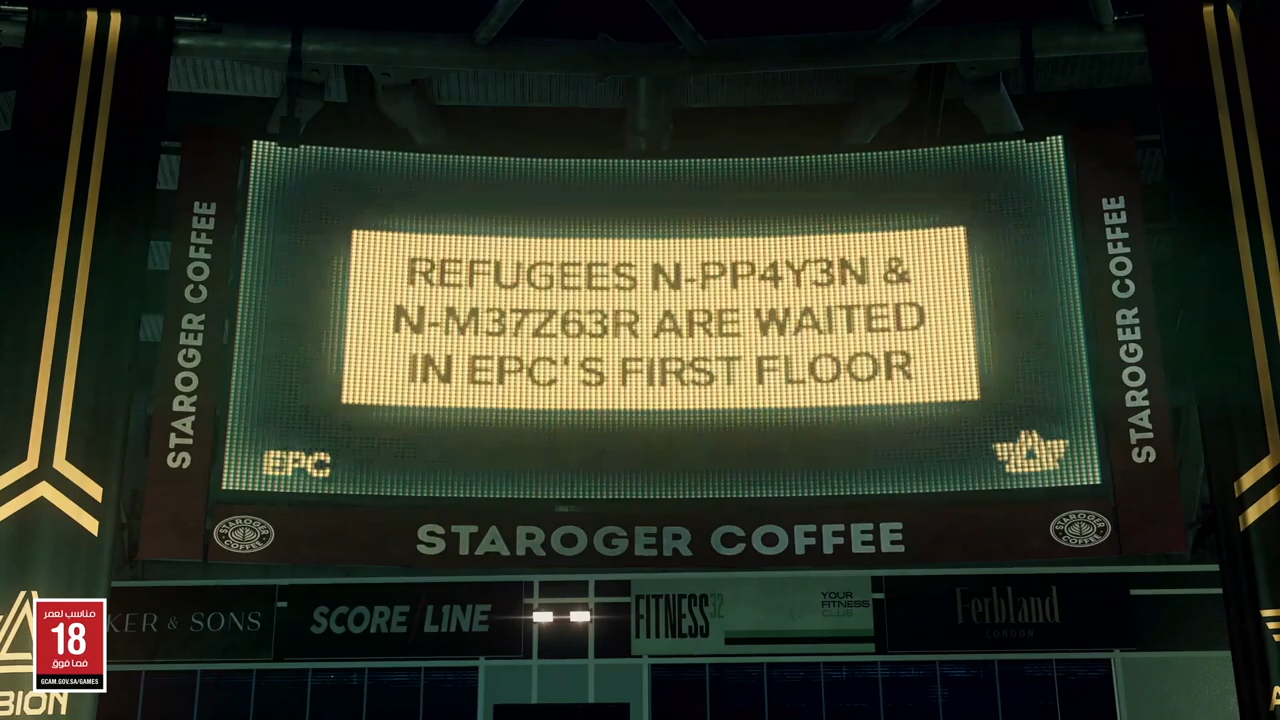 REFUGEES N-PP4Y3N &
N-M37Z63R ARE WAITED
IN EPC'S FIRST FLOOR
EPC
STAROGER COFFEE
STAROGER COFFEE
STAROGER COFFEE
STAROGER
COFFEE
STAROGER
COFFEE
KER & SONS
SCORE/L1NE
FITNESS32
YOUR
FITNESS
CLUB
Ferbland
LONDON
BION
مناسب لعمر
18
فما فوق
GCAM.GOV.SA/GAMES